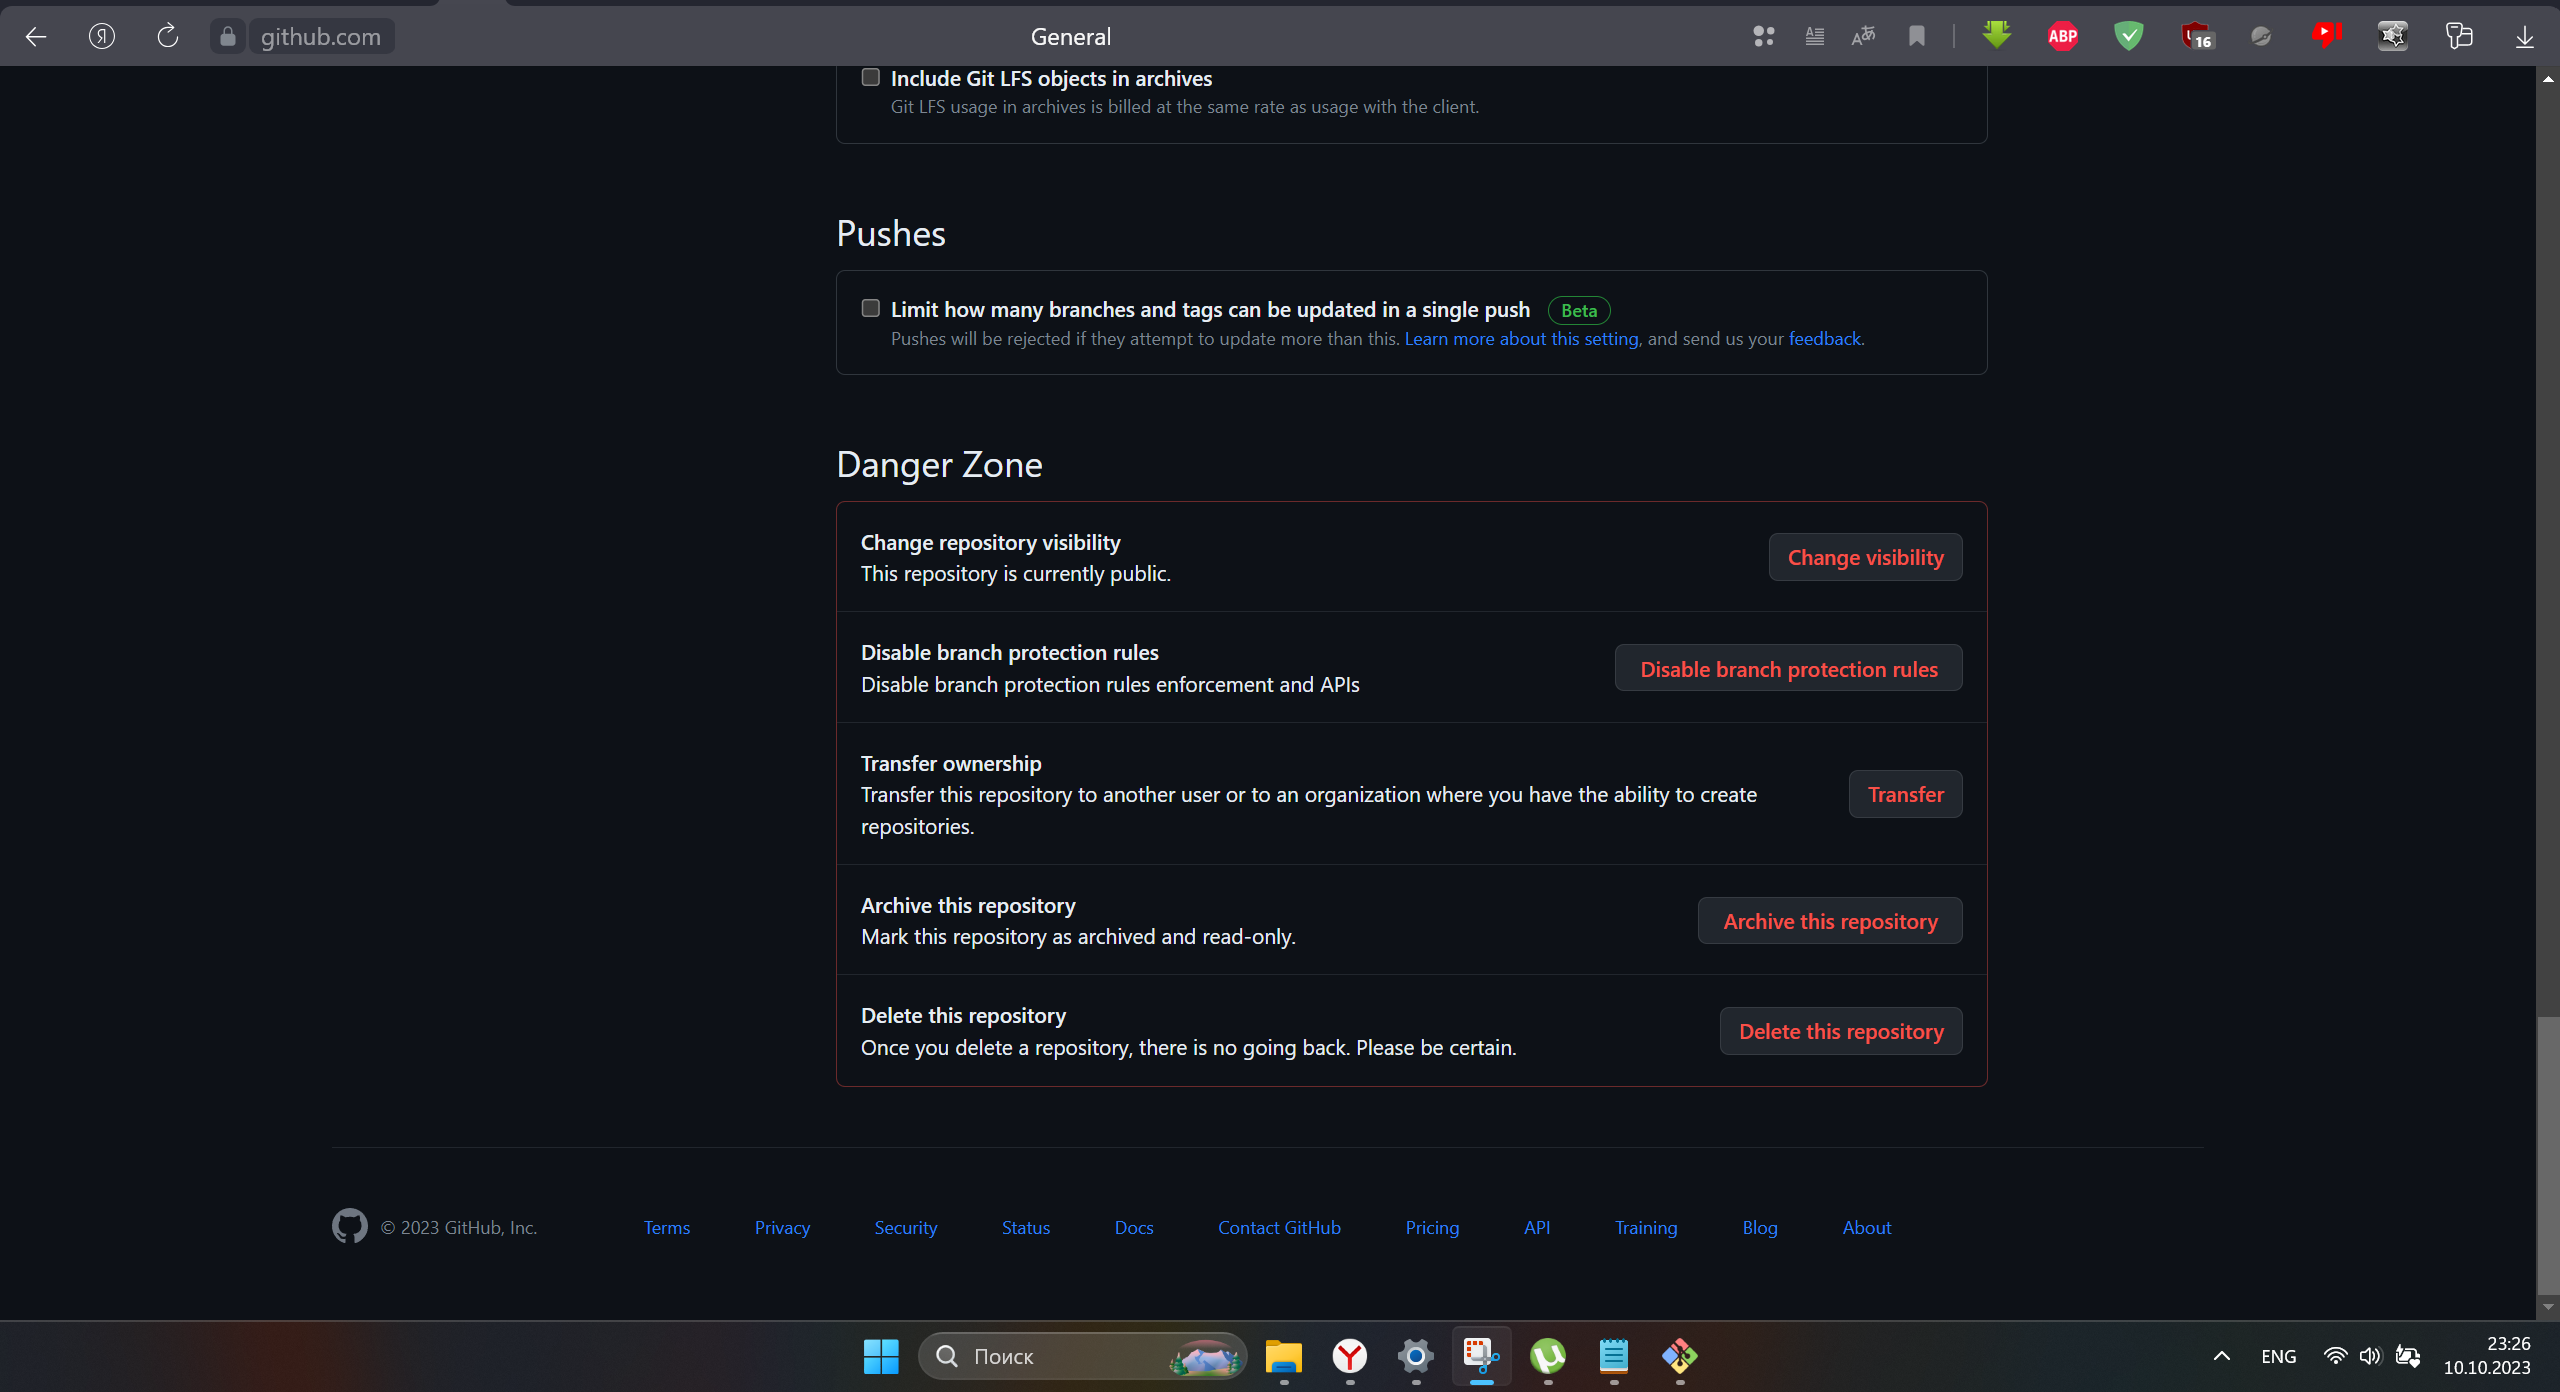 github.com
General
ABP
16
Include Git LFS objects in archives
Git LFS usage in archives is billed at the same rate as usage with the client.
Pushes
Limit how many branches and tags can be updated in a single push Beta
Pushes will be rejected if they attempt to update more than this. Learn more about this setting, and send us your feedback.
Danger Zone
Change repository visibility
This repository is currently public.
Change visibility
Disable branch protection rules
Disable branch protection rules enforcement and APIs
Disable branch protection rules
Transfer ownership
Transfer this repository to another user or to an organization where you have the ability to create
repositories.
Transfer
Archive this repository
Mark this repository as archived and read-only.
Archive this repository
Delete this repository
Once you delete a repository, there is no going back. Please be certain.
Delete this repository
© 2023 GitHub, Inc. Terms Privacy Security Status Docs Contact GitHub Pricing API Training Blog About
Поиск
ENG
23:26
10.10.2023